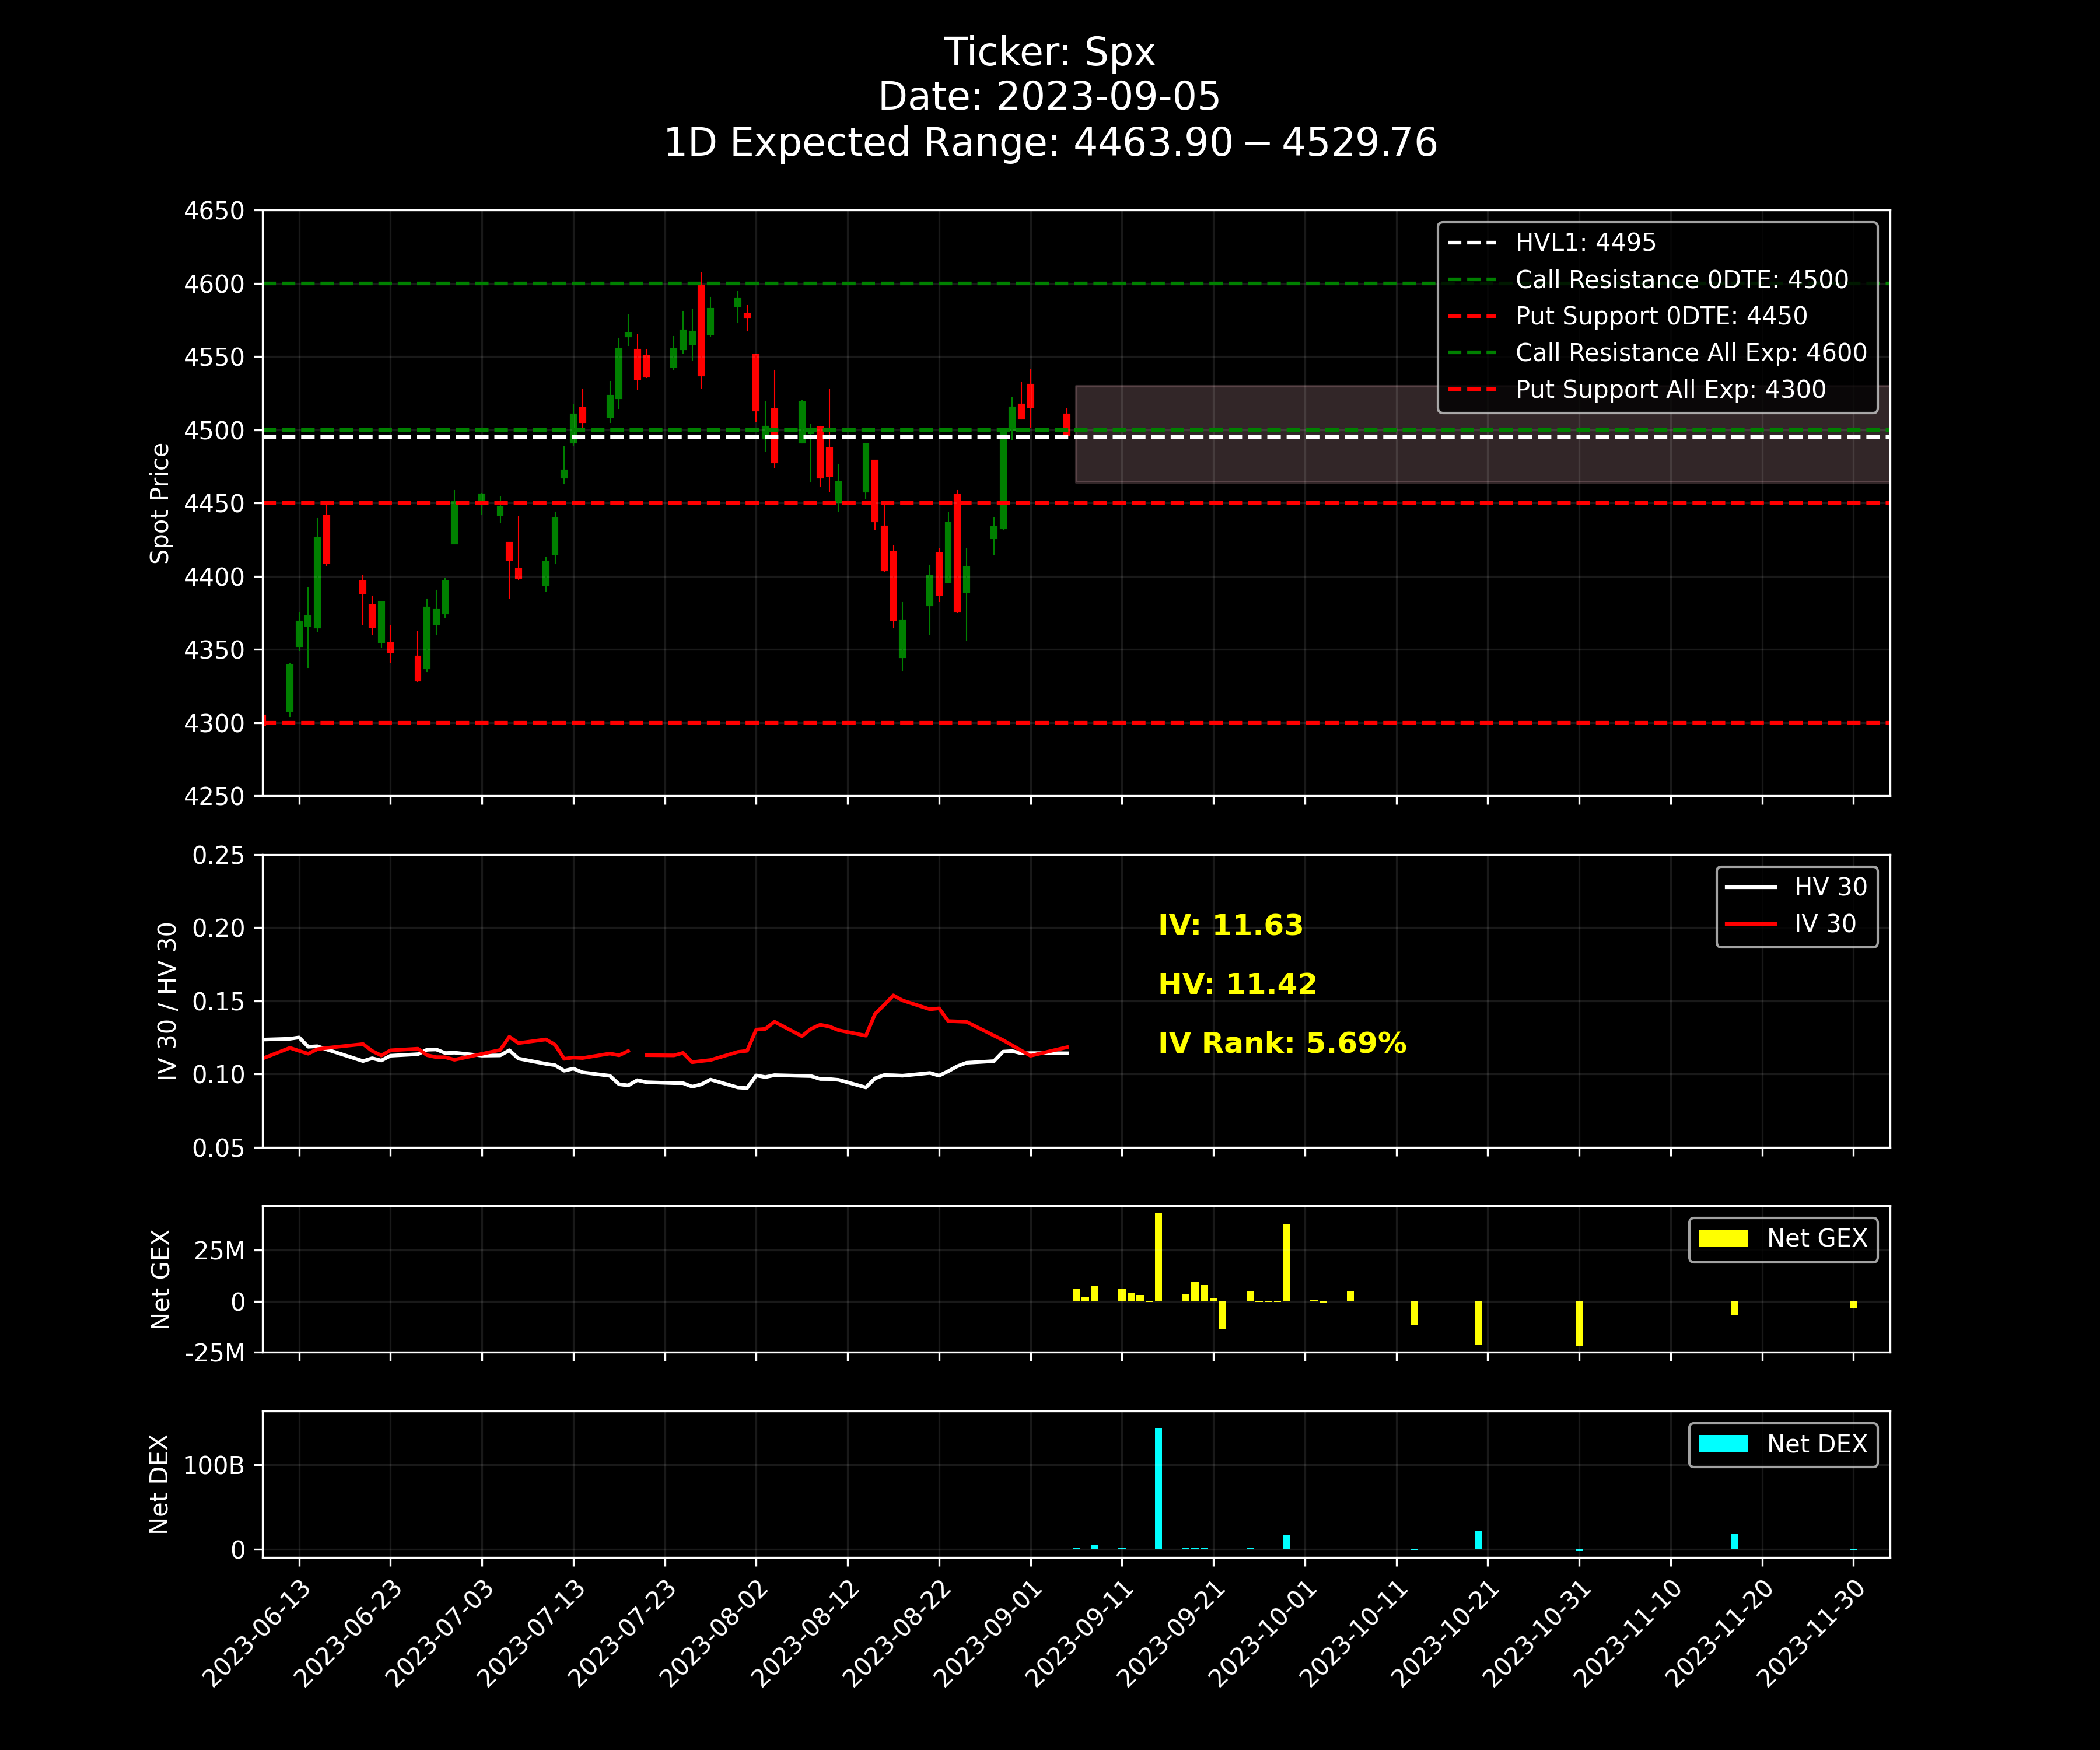 Ticker: Spx
Date: 2023-09-05
1D Expected Range: 4463.90 − 4529.76
4650
4600
4550
4500
4450
4400
4350
4300
4250
Spot Price
HVL1: 4495
Call Resistance 0DTE: 4500
Put Support 0DTE: 4450
Call Resistance All Exp: 4600
Put Support All Exp: 4300
0.25
0.20
0.15
0.10
0.05
IV 30 / HV 30
IV: 11.63
HV: 11.42
IV Rank: 5.69%
HV 30
IV 30
25M
0
-25M
Net GEX
Net GEX
100B
0
Net DEX
Net DEX
2023-06-13
2023-06-23
2023-07-03
2023-07-13
2023-07-23
2023-08-02
2023-08-12
2023-08-22
2023-09-01
2023-09-11
2023-09-21
2023-10-01
2023-10-11
2023-10-21
2023-10-31
2023-11-10
2023-11-20
2023-11-30